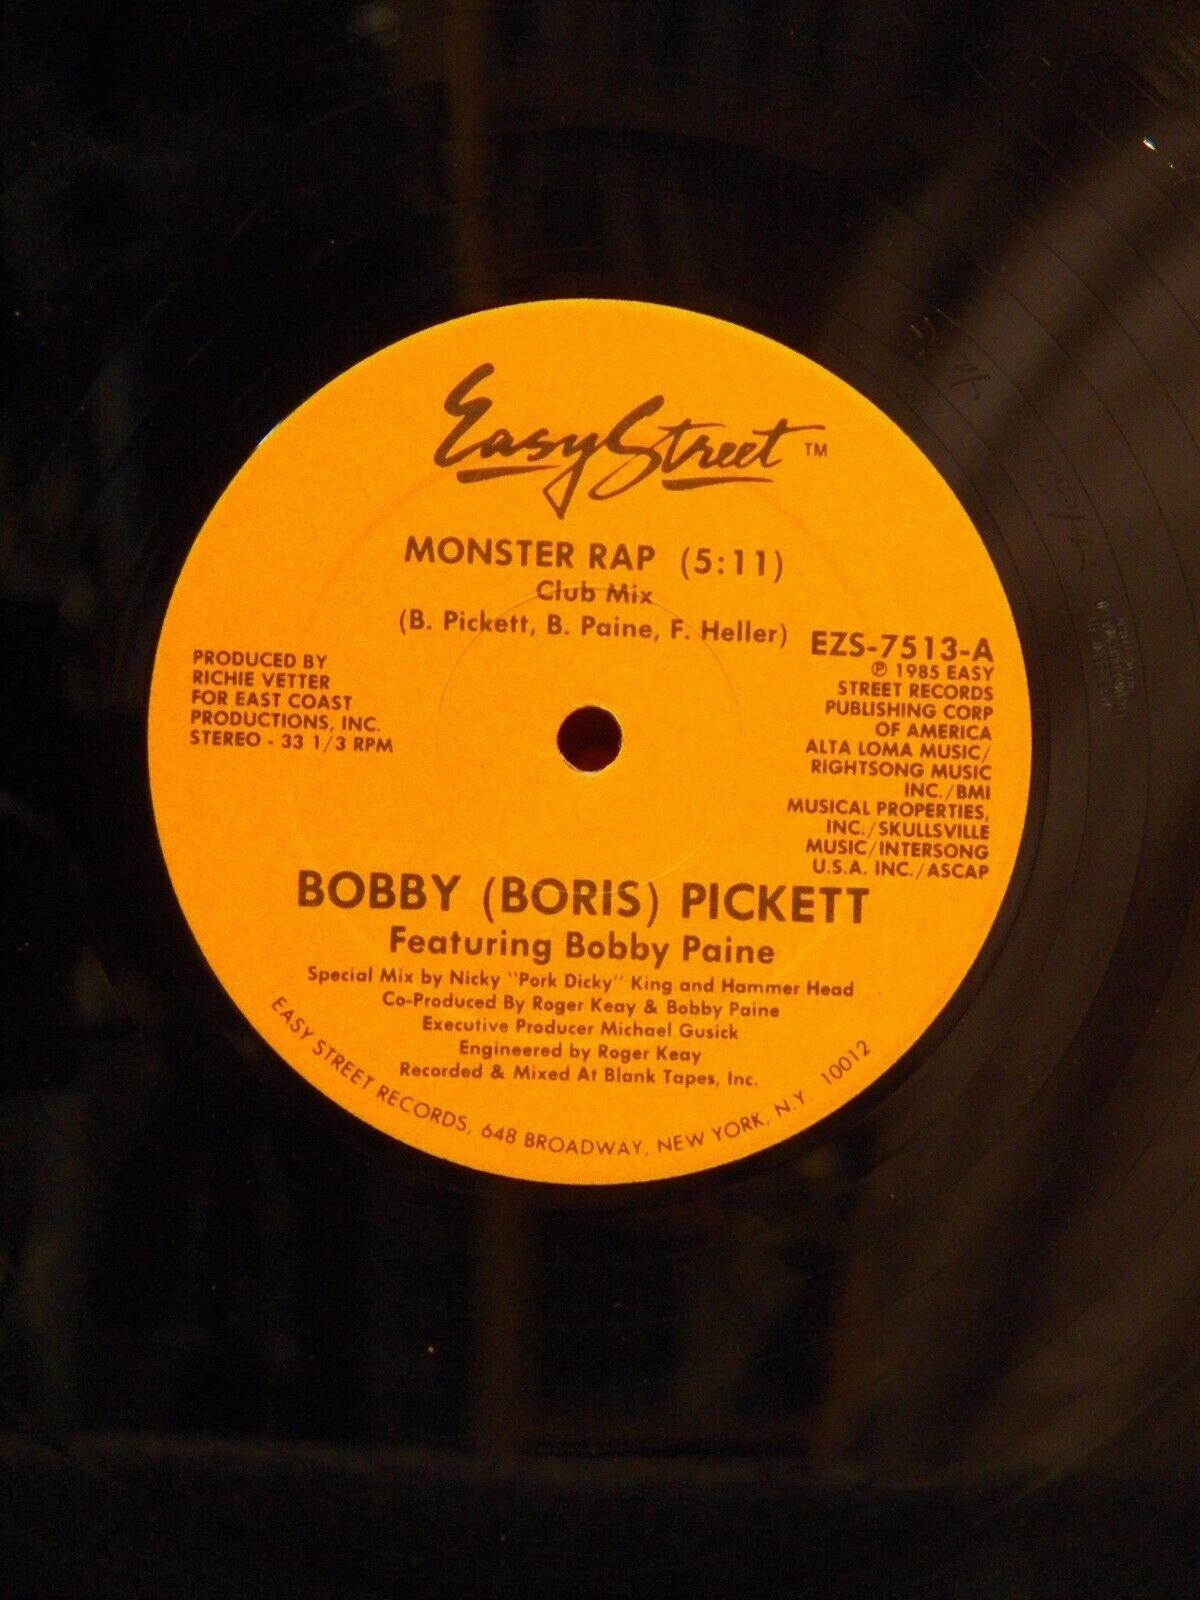 Easy Street ™
MONSTER RAP (5:11)
Club Mix
(B. Pickett, B. Paine, F. Heller)
PRODUCED BY
RICHIE VETTER
FOR EAST COAST
PRODUCTIONS, INC.
STEREO - 33 1/3 RPM
EZS-7513-A
℗ 1985 EASY
STREET RECORDS
PUBLISHING CORP
OF AMERICA
ALTA LOMA MUSIC/
RIGHTSONG MUSIC
INC./BMI
MUSICAL PROPERTIES,
INC./SKULLSVILLE
MUSIC/INTERSONG
U.S.A. INC./ASCAP
BOBBY (BORIS) PICKETT
Featuring Bobby Paine
Special Mix by Nicky "Pork Dicky" King and Hammer Head
Co-Produced By Roger Keay & Bobby Paine
Executive Producer Michael Gusick
Engineered by Roger Keay
Recorded & Mixed At Blank Tapes, Inc.
EASY STREET RECORDS, 648 BROADWAY, NEW YORK, N.Y. 10012